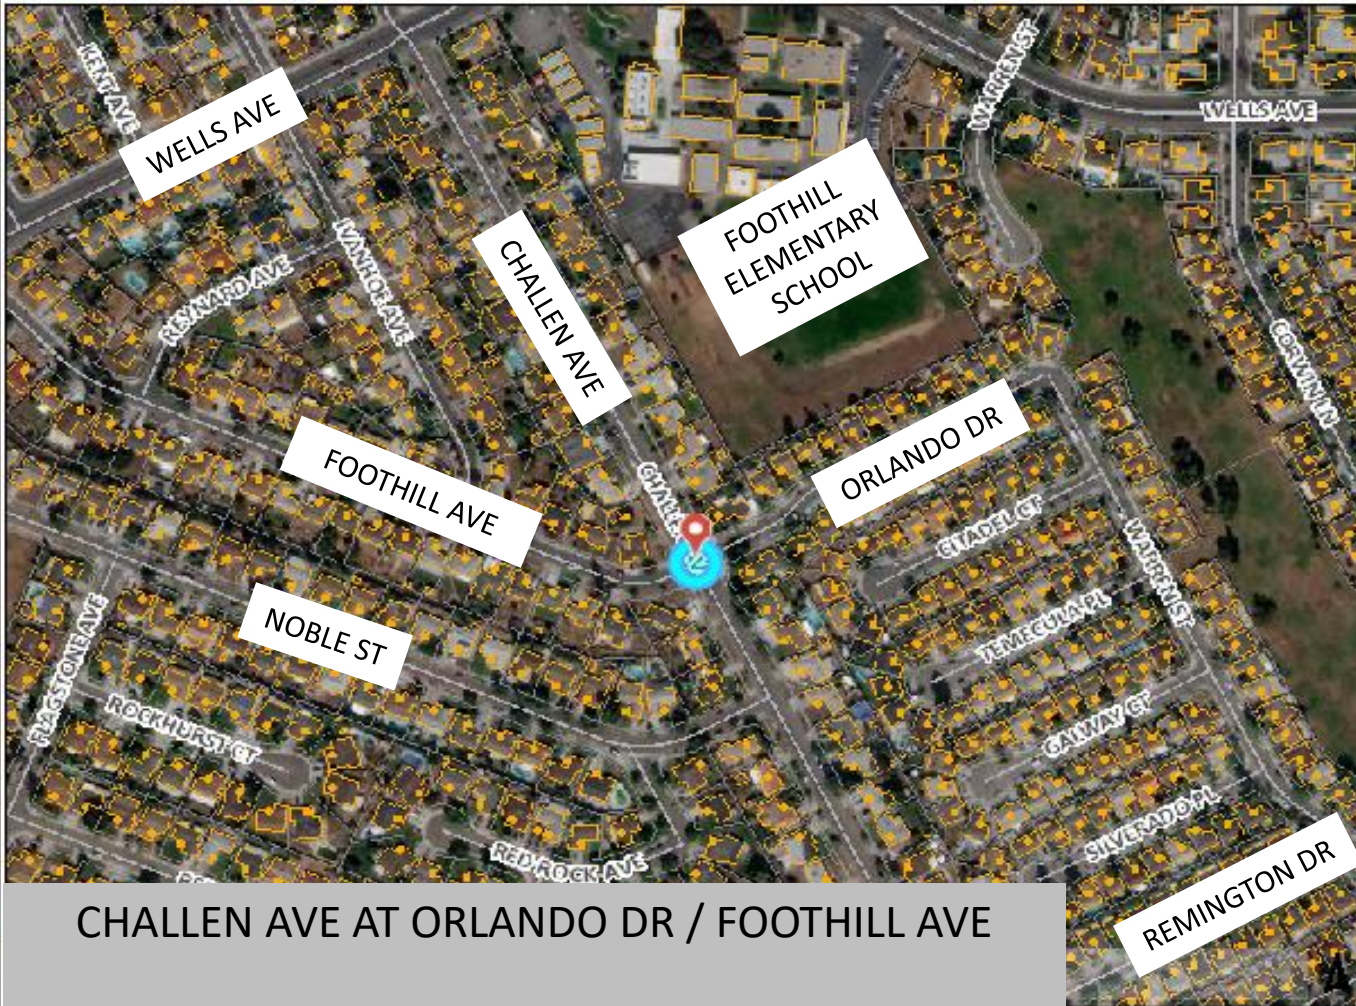 KENT AVE
WELLS AVE
WARREN ST
WELLS AVE
REYNARD AVE
IVANHOE AVE
CHALLEN AVE
FOOTHILL
ELEMENTARY
SCHOOL
CORWIN LN
FOOTHILL AVE
ORLANDO DR
CITADEL CT
WARREN ST
TEMECULA PL
NOBLE ST
FLAGSTONE AVE
ROCKHURST CT
GALWAY CT
SILVERADO PL
RED ROCK AVE
REMINGTON DR
CHALLEN AVE AT ORLANDO DR / FOOTHILL AVE